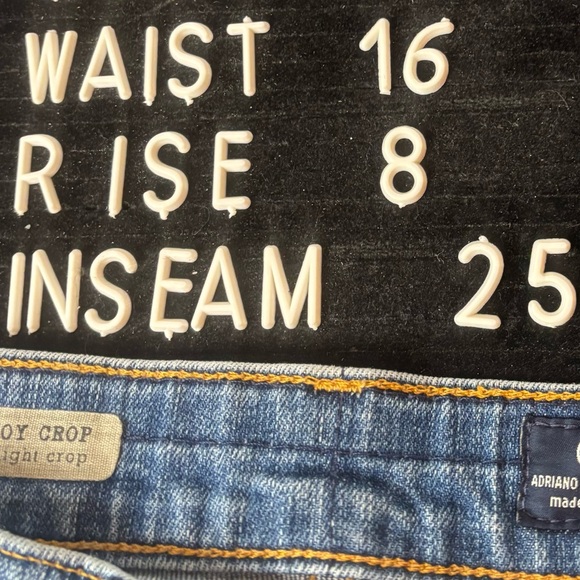 WAIST 16
RISE 8
INSEAM 25
OY CROP
ight crop
ADRIANO
made